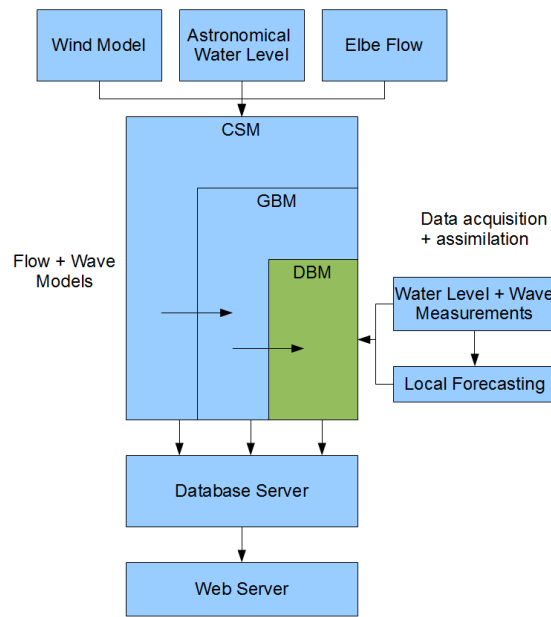 Wind Model
Astronomical
Water Level
Elbe Flow
CSM
GBM
Data acquisition
+ assimilation
Flow + Wave
Models
DBM
Water Level + Wave
Measurements
Local Forecasting
Database Server
Web Server